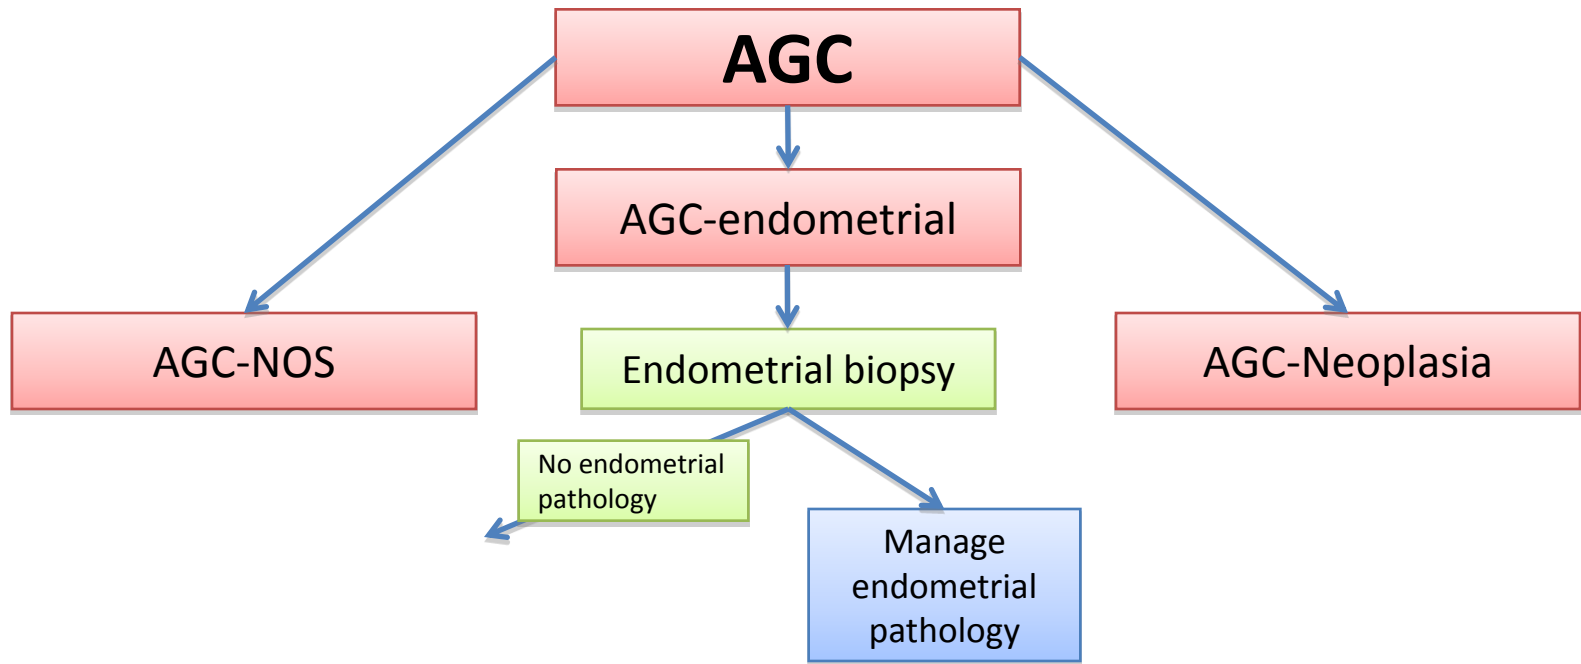 AGC
AGC-endometrial
AGC-NOS
Endometrial biopsy
AGC-Neoplasia
No endometrial
pathology
Manage
endometrial
pathology